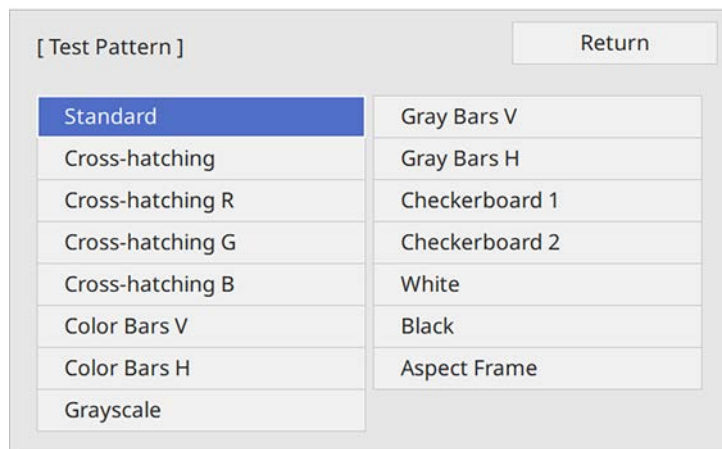 [ Test Pattern ]
Return
Standard
Cross-hatching
Cross-hatching R
Cross-hatching G
Cross-hatching B
Color Bars V
Color Bars H
Grayscale
Gray Bars V
Gray Bars H
Checkerboard 1
Checkerboard 2
White
Black
Aspect Frame